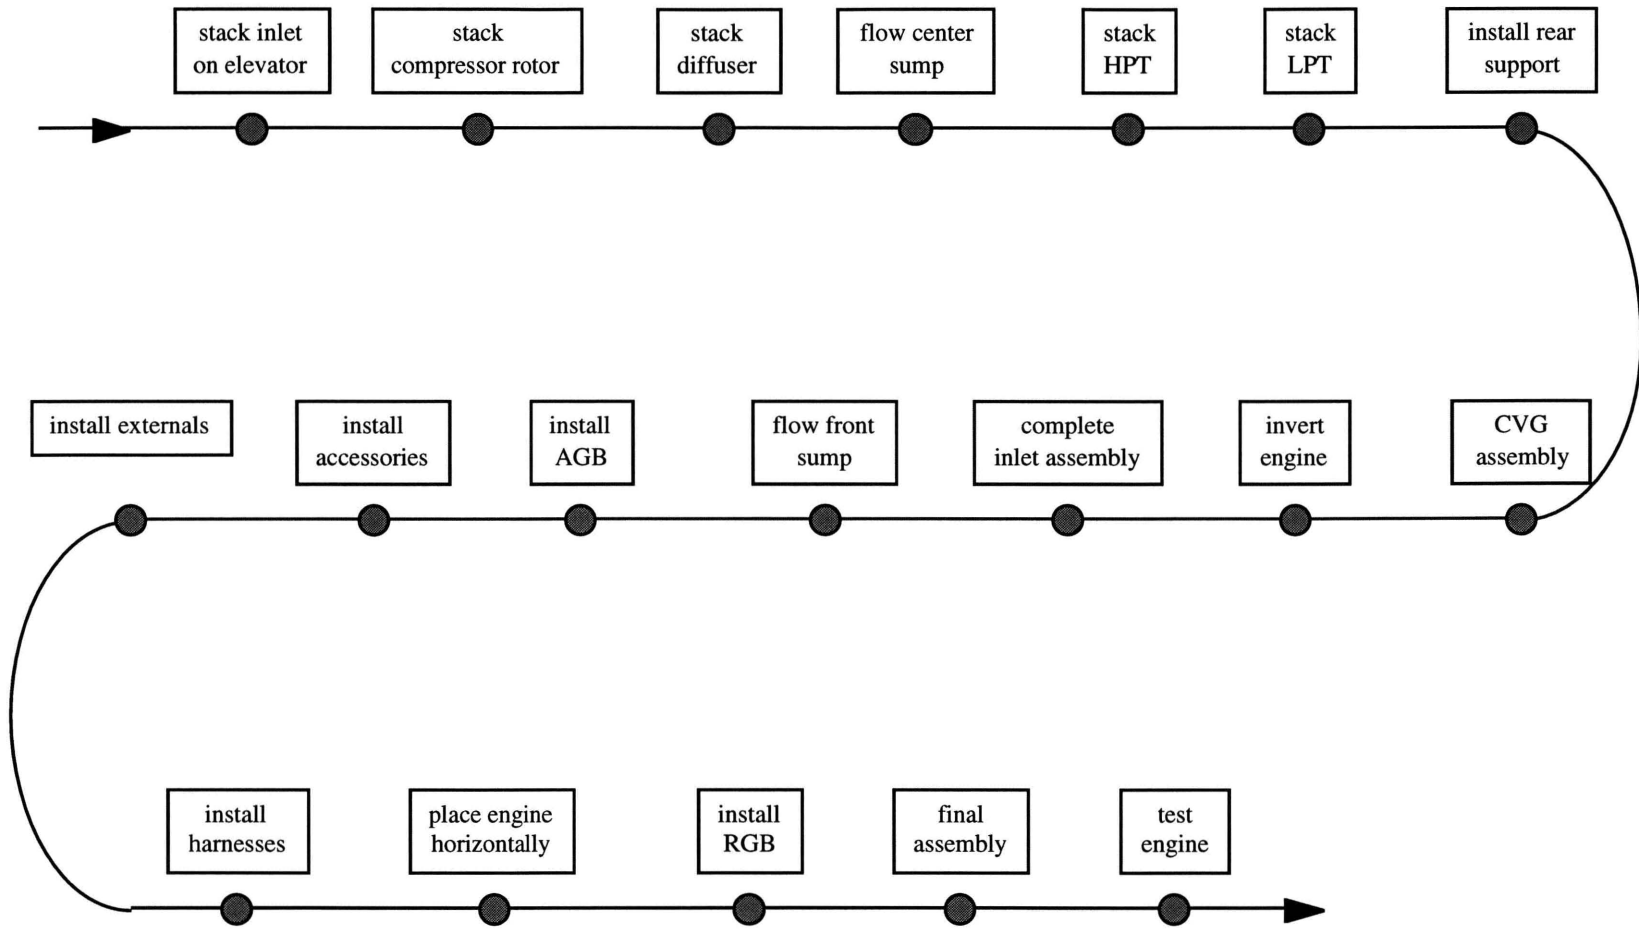 stack inlet
on elevator
stack
compressor rotor
stack
diffuser
flow center
sump
stack
HPT
stack
LPT
install rear
support
install externals
install
accessories
install
AGB
flow front
sump
complete
inlet assembly
invert
engine
CVG
assembly
install
harnesses
place engine
horizontally
install
RGB
final
assembly
test
engine